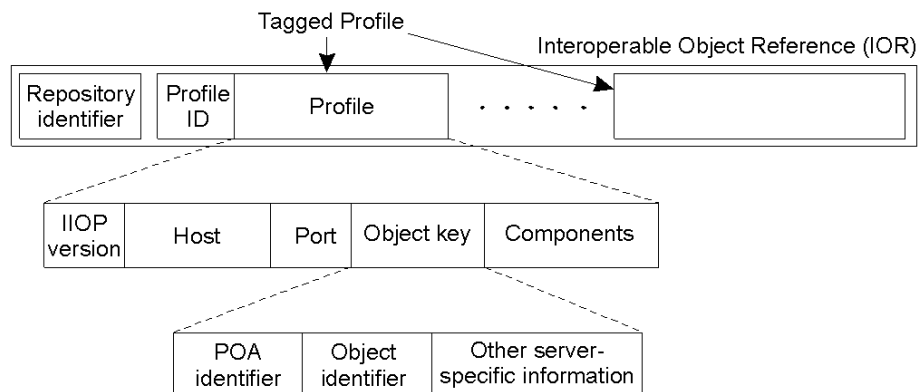 Tagged Profile
Interoperable Object Reference (IOR)
Repository
identifier
Profile
ID
Profile
. . . . .
IIOP
version
Host
Port
Object key
Components
POA
identifier
Object
identifier
Other server-
specific information